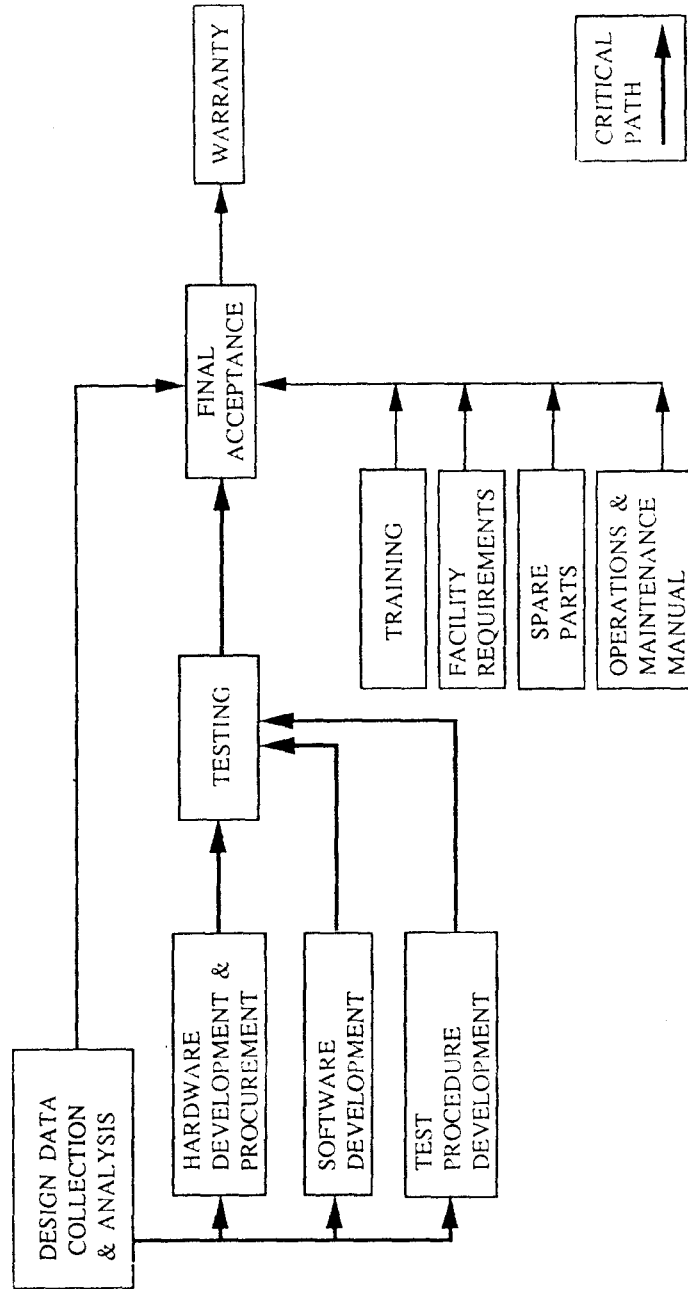 DESIGN DATA
COLLECTION
& ANALYSIS
HARDWARE
DEVELOPMENT &
PROCUREMENT
SOFTWARE
DEVELOPMENT
TEST
PROCEDURE
DEVELOPMENT
TESTING
FINAL
ACCEPTANCE
WARRANTY
TRAINING
FACILITY
REQUIREMENTS
SPARE
PARTS
OPERATIONS &
MAINTENANCE
MANUAL
CRITICAL
PATH